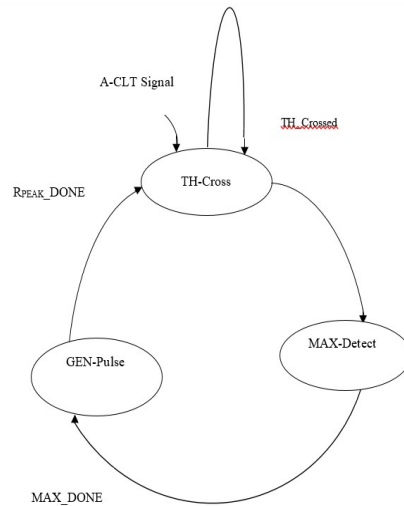 A-CLT Signal
TH_Crossed
TH-Cross
RPEAK_DONE
MAX-Detect
GEN-Pulse
MAX_DONE